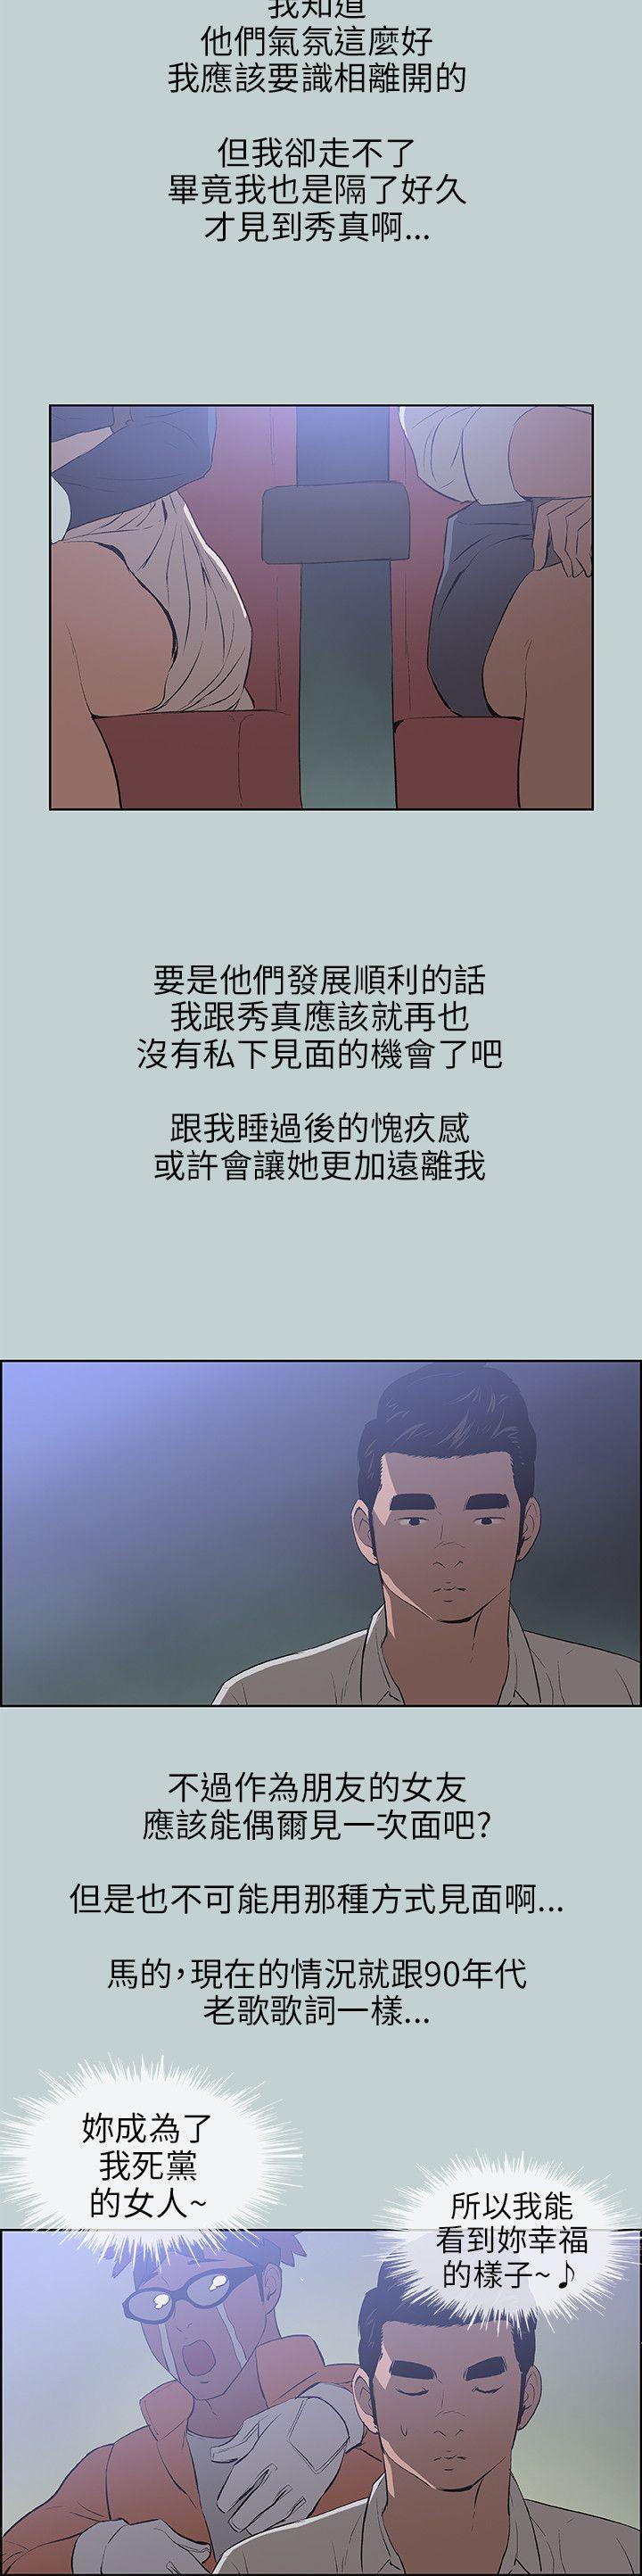 我知道
他們氣氛這麼好
我應該要識相離開的
但我卻走不了
畢竟我也是隔了好久
才見到秀真啊...
要是他們發展順利的話
我跟秀真應該就再也
沒有私下見面的機會了吧
跟我睡過後的愧疚感
或許會讓她更加遠離我
不過作為朋友的女友
應該能偶爾見一次面吧?
但是也不可能用那種方式見面啊...
馬的,現在的情況就跟90年代
老歌歌詞一樣...
妳成為了
我死黨
的女人~
所以我能
看到妳幸福
的樣子~♪